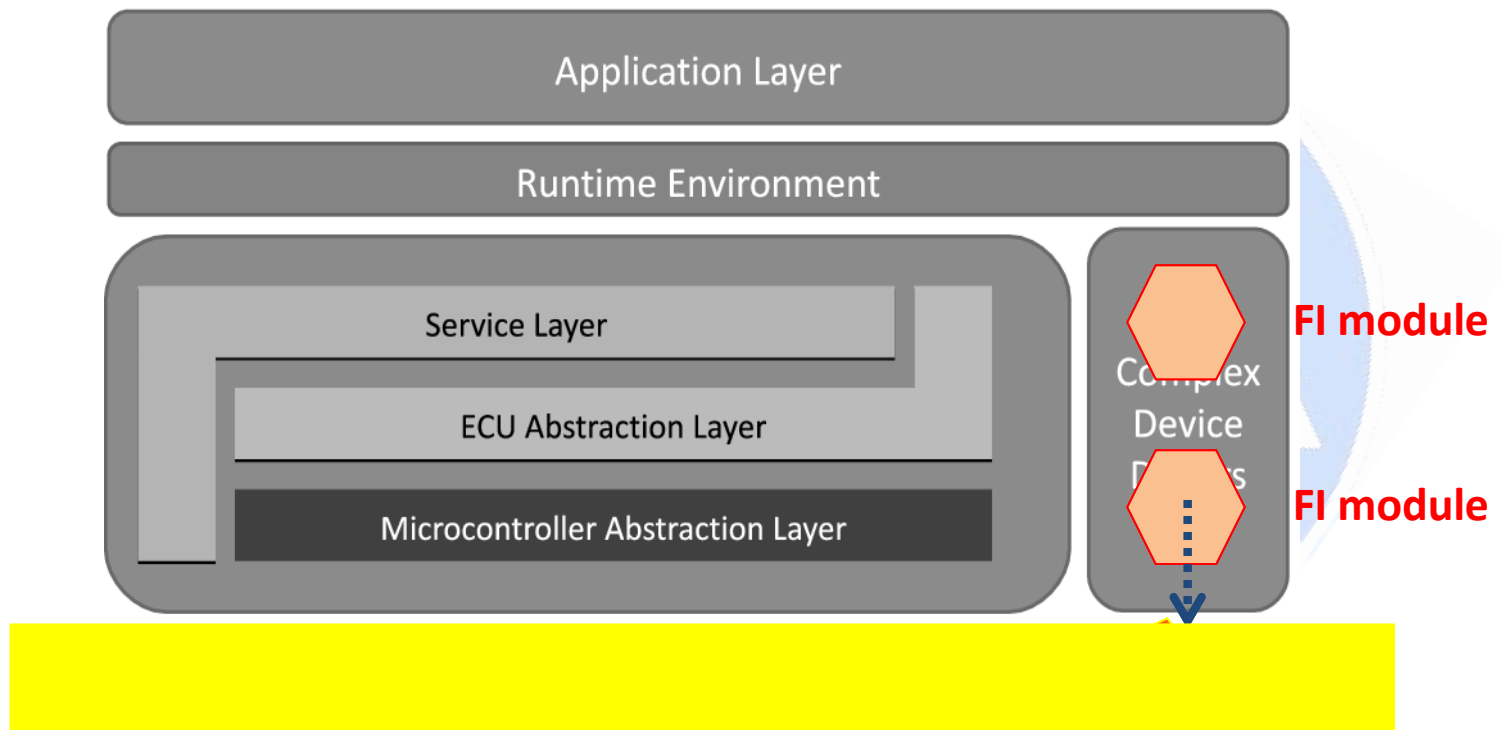 Application Layer
Runtime Environment
Service Layer
FI module
Device
ECU Abstraction Layer
FI module
Microcontroller Abstraction Layer